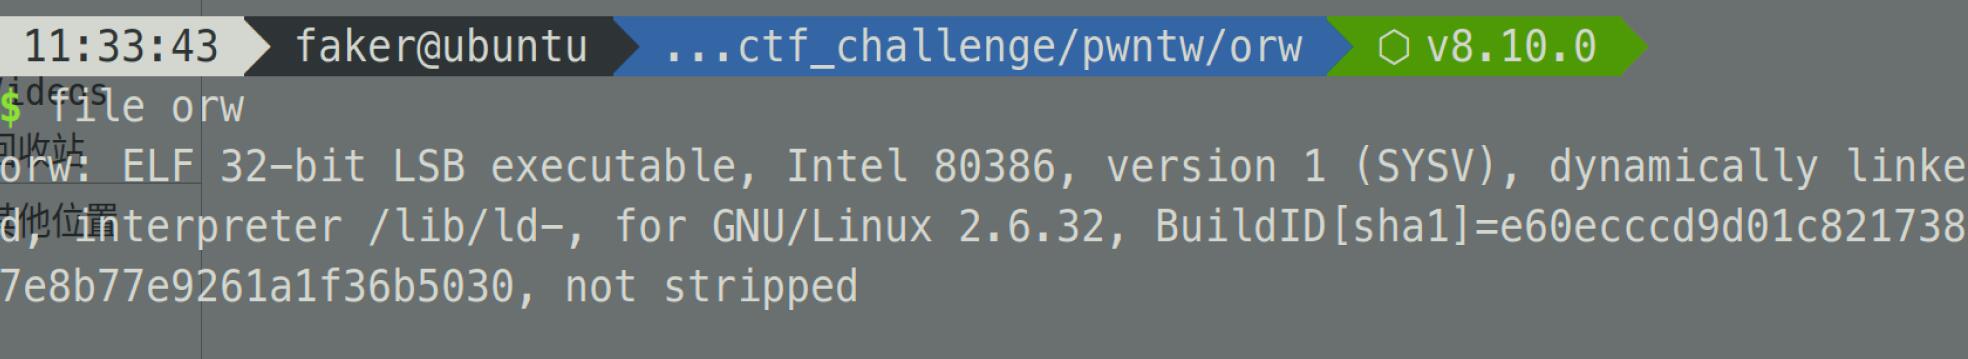 11:33:43 faker@ubuntu ...ctf_challenge/pwntw/orw ⬡ v8.10.0
Videos
$ file orw
回收站
orw: ELF 32-bit LSB executable, Intel 80386, version 1 (SYSV), dynamically linke
其他位置
d, interpreter /lib/ld-, for GNU/Linux 2.6.32, BuildID[sha1]=e60ecccd9d01c821738
7e8b77e9261a1f36b5030, not stripped